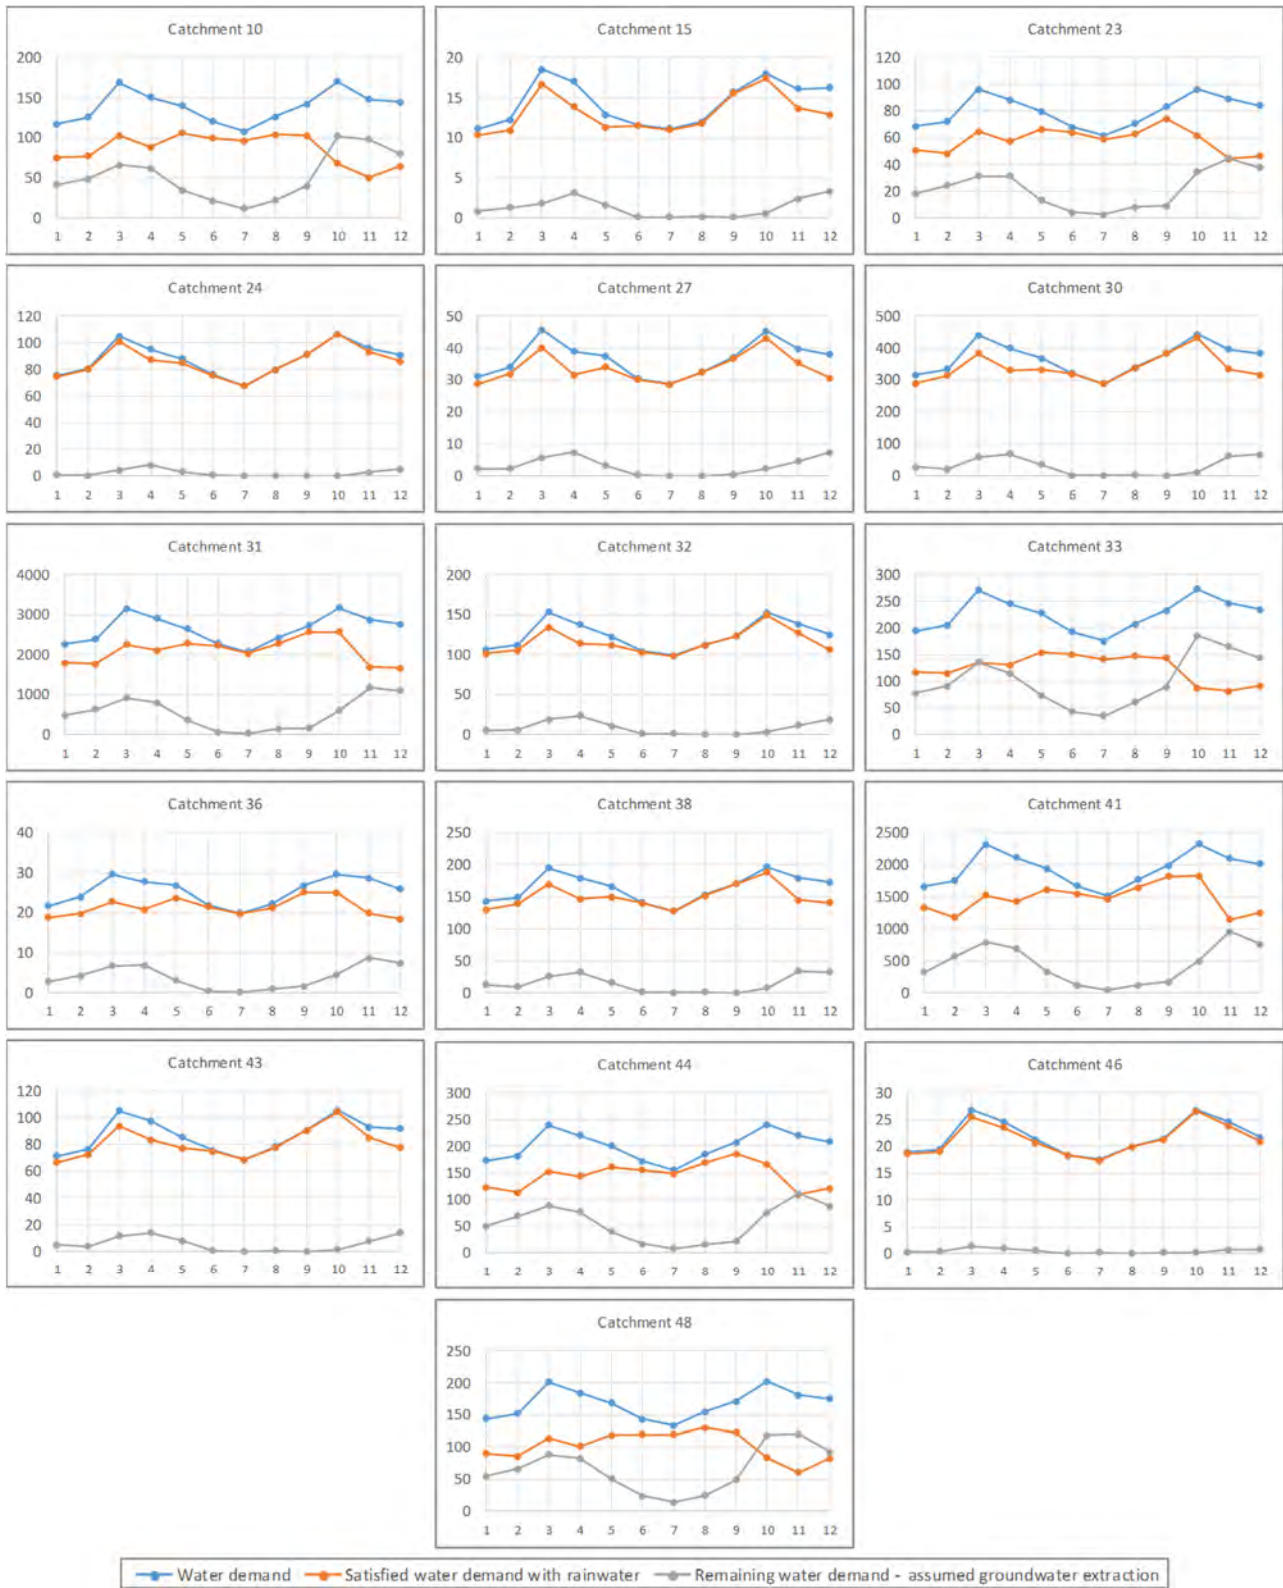 Catchment 10
200
150
100
50
0
1 2 3 4 5 6 7 8 9 10 11 12
Catchment 15
20
15
10
5
0
1 2 3 4 5 6 7 8 9 10 11 12
Catchment 23
120
100
80
60
40
20
0
1 2 3 4 5 6 7 8 9 10 11 12
Catchment 24
120
100
80
60
40
20
0
1 2 3 4 5 6 7 8 9 10 11 12
Catchment 27
50
40
30
20
10
0
1 2 3 4 5 6 7 8 9 10 11 12
Catchment 30
500
400
300
200
100
0
1 2 3 4 5 6 7 8 9 10 11 12
Catchment 31
4000
3000
2000
1000
0
1 2 3 4 5 6 7 8 9 10 11 12
Catchment 32
200
150
100
50
0
1 2 3 4 5 6 7 8 9 10 11 12
Catchment 33
300
250
200
150
100
50
0
1 2 3 4 5 6 7 8 9 10 11 12
Catchment 36
40
30
20
10
0
1 2 3 4 5 6 7 8 9 10 11 12
Catchment 38
250
200
150
100
50
0
1 2 3 4 5 6 7 8 9 10 11 12
Catchment 41
2500
2000
1500
1000
500
0
1 2 3 4 5 6 7 8 9 10 11 12
Catchment 43
120
100
80
60
40
20
0
1 2 3 4 5 6 7 8 9 10 11 12
Catchment 44
300
250
200
150
100
50
0
1 2 3 4 5 6 7 8 9 10 11 12
Catchment 46
30
25
20
15
10
5
0
1 2 3 4 5 6 7 8 9 10 11 12
Catchment 48
250
200
150
100
50
0
1 2 3 4 5 6 7 8 9 10 11 12
Water demand Satisfied water demand with rainwater Remaining water demand - assumed groundwater extraction